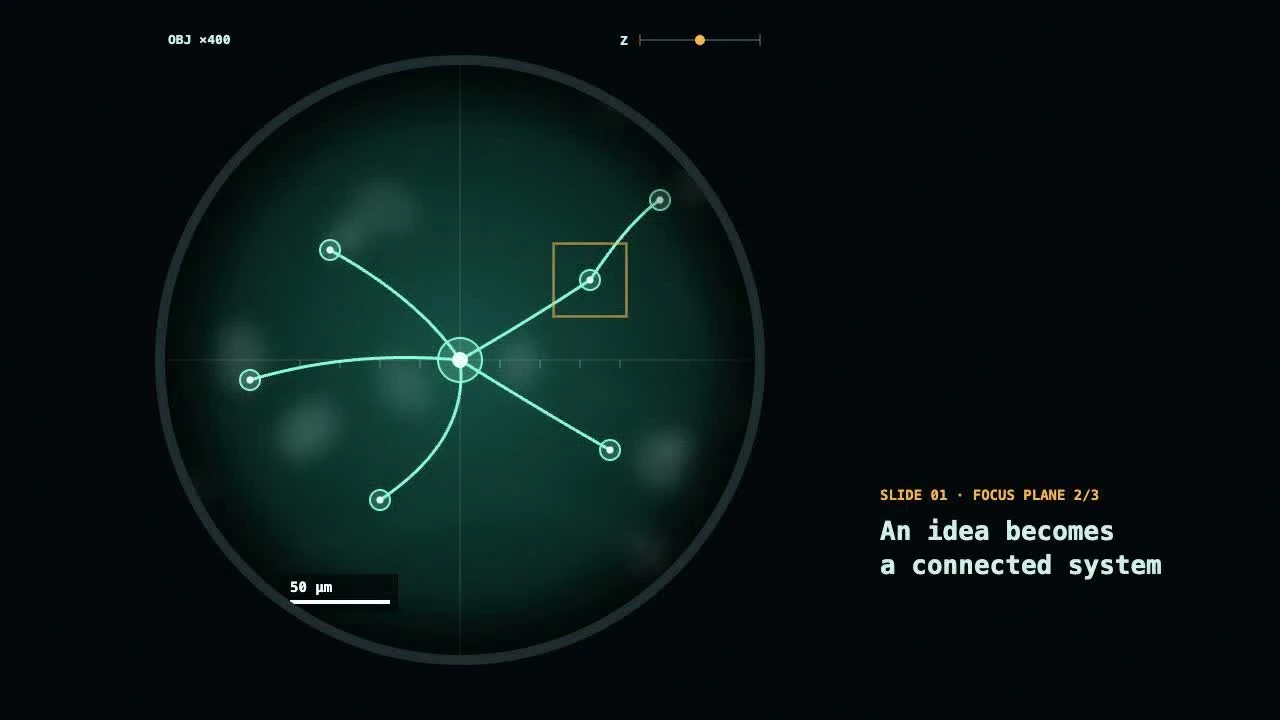 OBJ ×400
Z
50 µm
SLIDE 01 · FOCUS PLANE 2/3
An idea becomes
a connected system